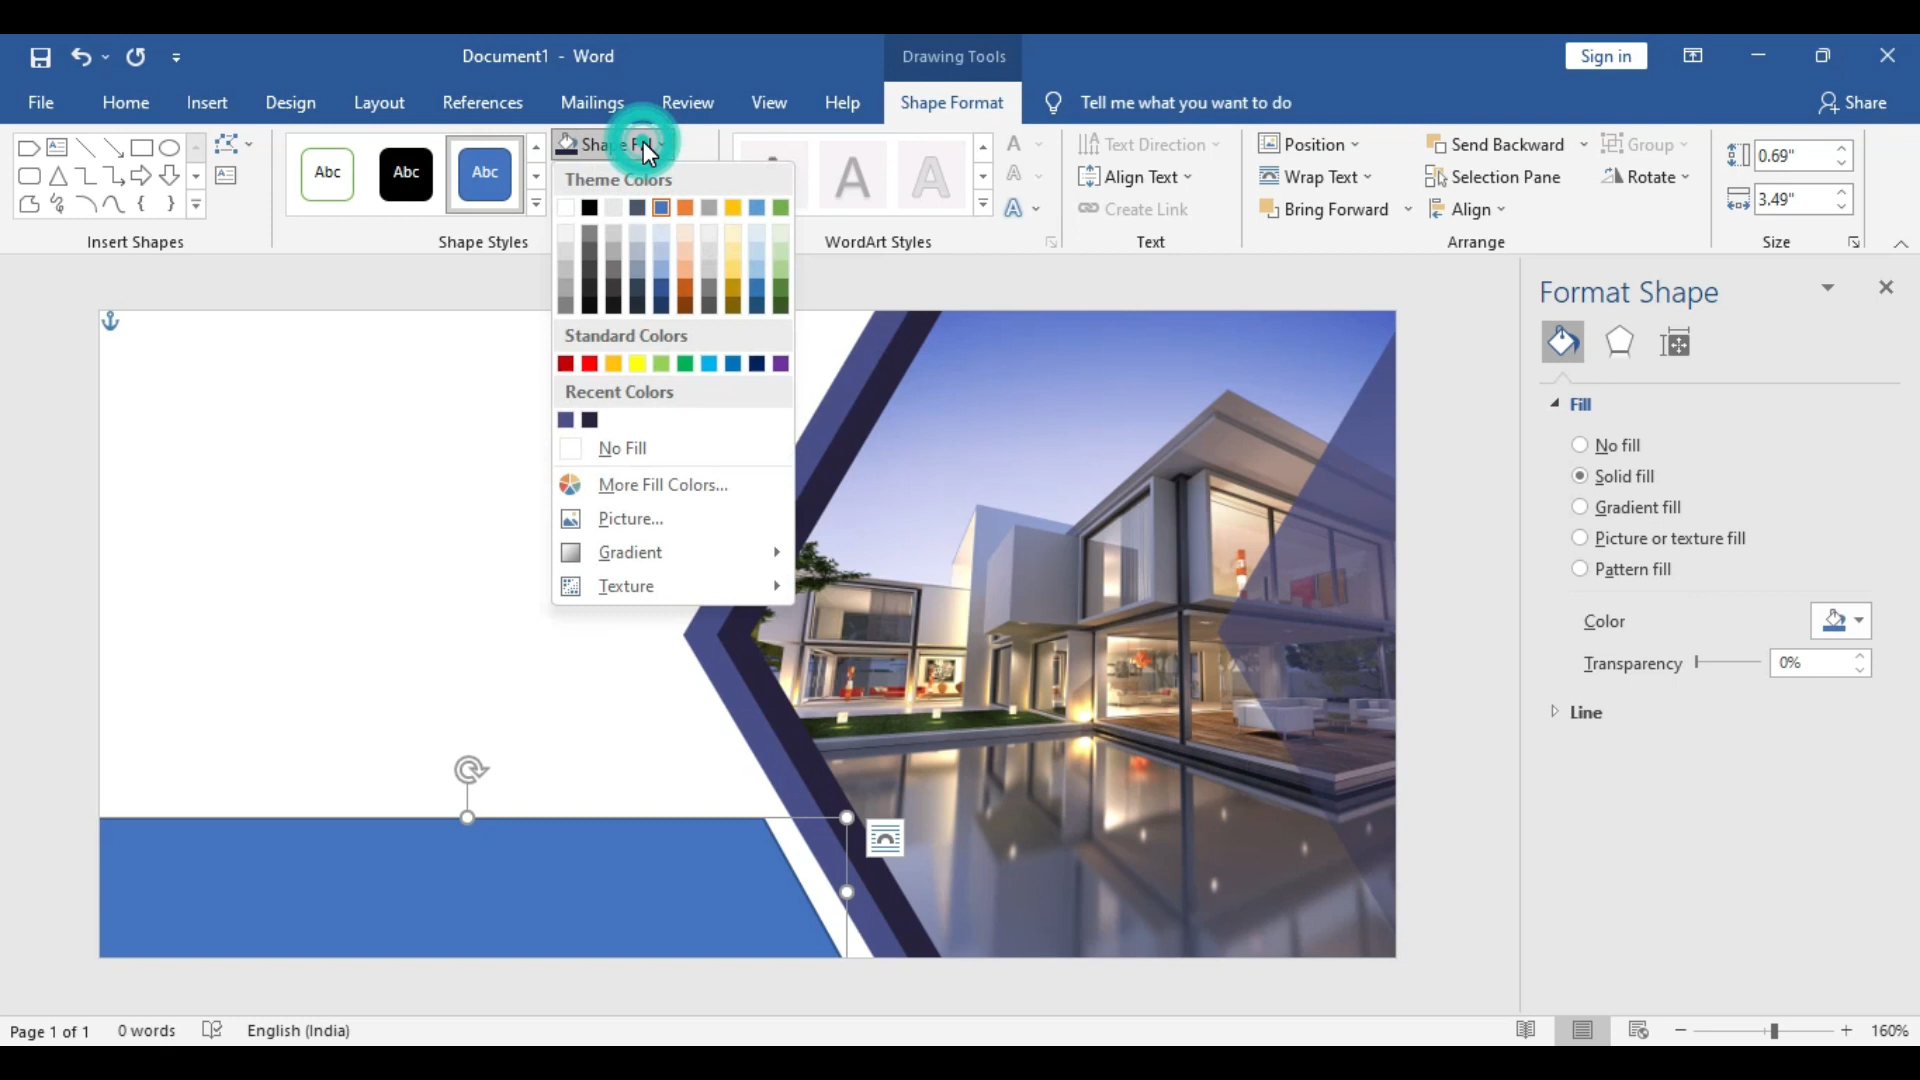 Document1 - Word
Drawing Tools
Sign in
File Home Insert Design Layout References Mailings Review View Help Shape Format Tell me what you want to do Share
Abc Abc Abc
Shape Fill
Text Direction
Align Text
Create Link
Position
Wrap Text
Bring Forward
Send Backward
Selection Pane
Align
Group
Rotate
0.69"
3.49"
Insert Shapes Shape Styles WordArt Styles Text Arrange Size
Theme Colors
Standard Colors
Recent Colors
No Fill
More Fill Colors...
Picture...
Gradient
Texture
Format Shape
Fill
No fill
Solid fill
Gradient fill
Picture or texture fill
Pattern fill
Color
Transparency 0%
Line
Page 1 of 1 0 words English (India) 160%